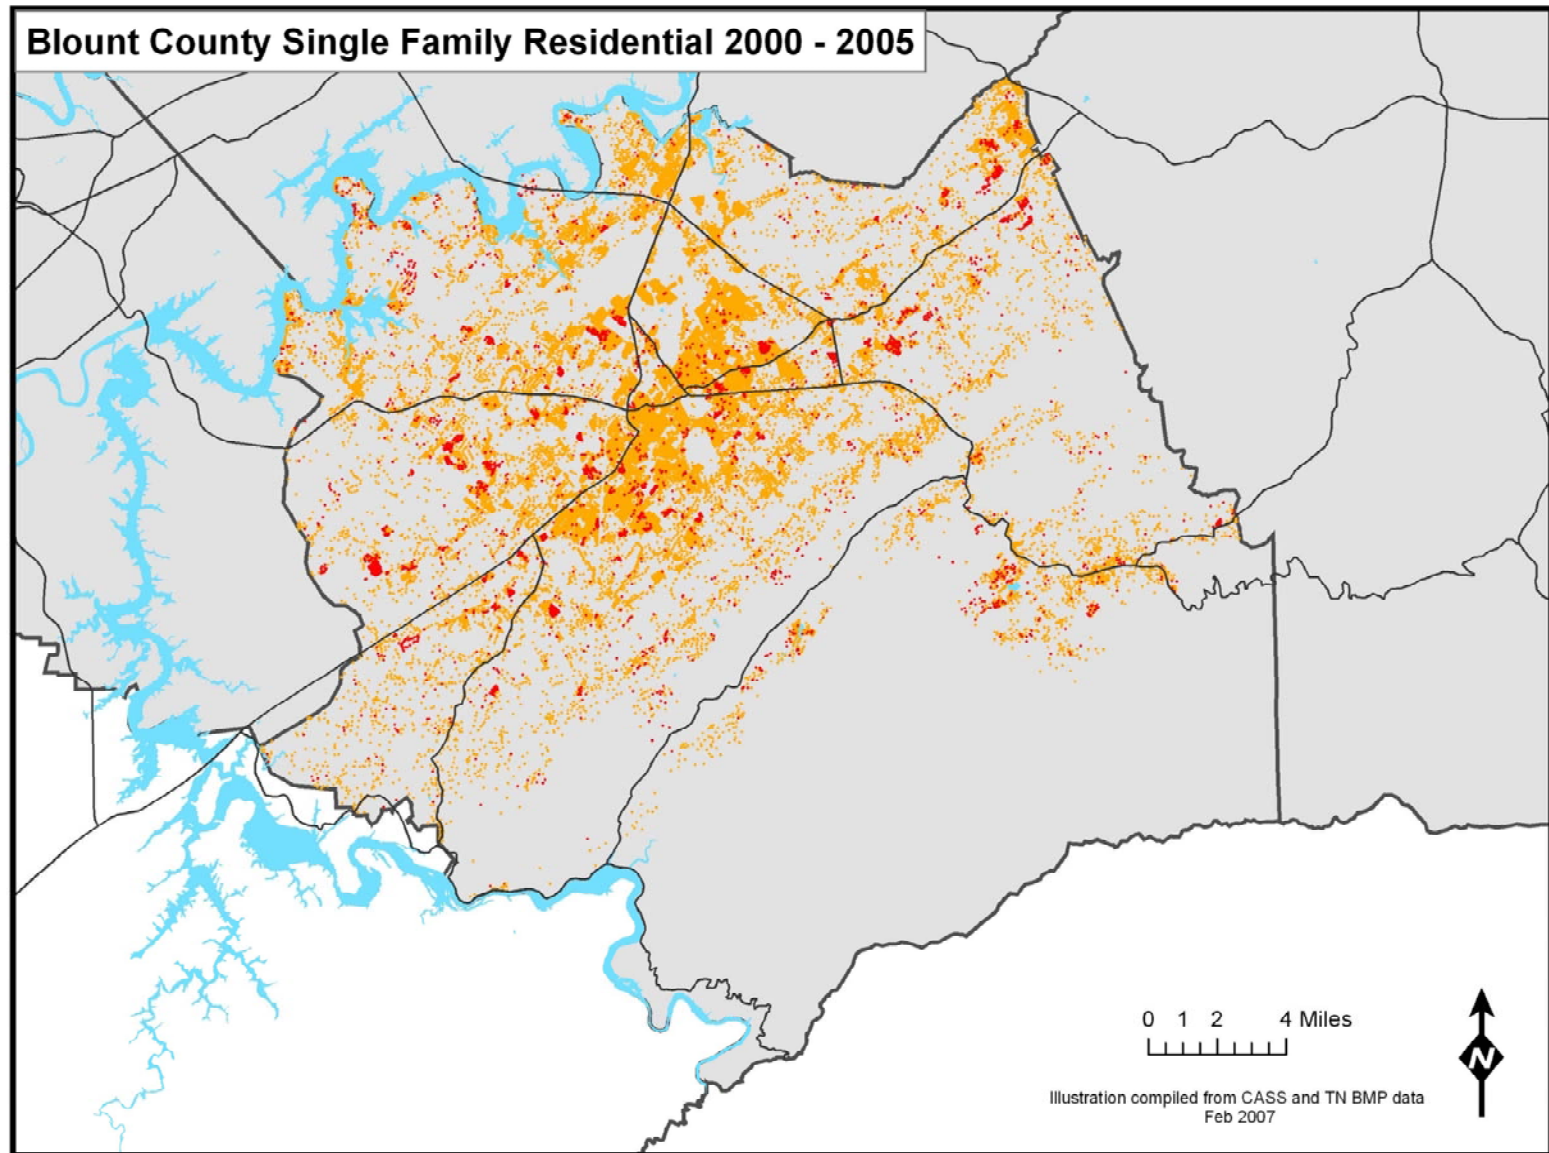 Blount County Single Family Residential 2000 - 2005
0 1 2 4 Miles
N
Illustration compiled from CASS and TN BMP data
Feb 2007